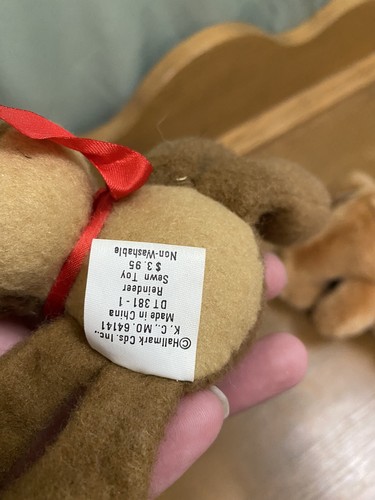 ©Hallmark Cds. Inc.,
K.C., MO. 64141
Made in China
DT 381 - 1
Reindeer
Sewn Toy
$3.95
Non-Washable